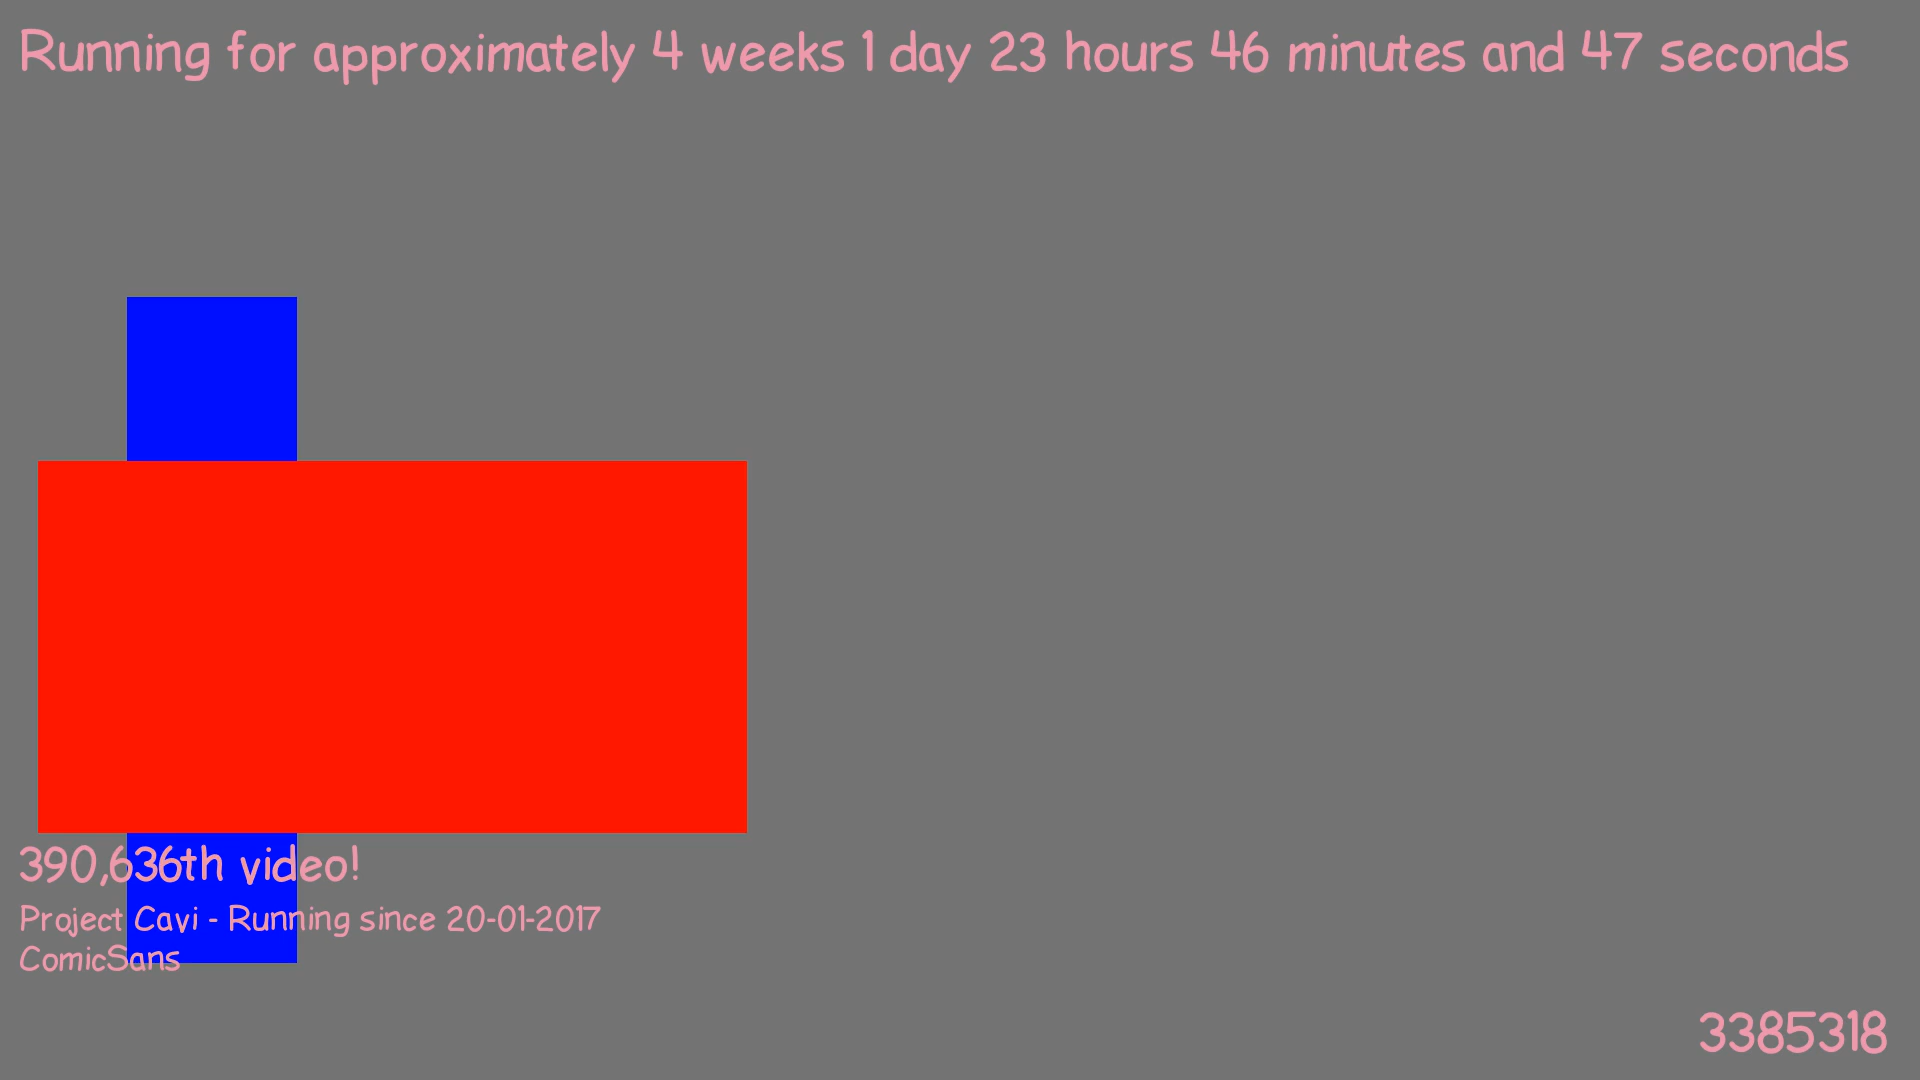 Running for approximately 4 weeks 1 day 23 hours 46 minutes and 47 seconds
390,636th video!
Project Cavi - Running since 20-01-2017
ComicSans
3385318